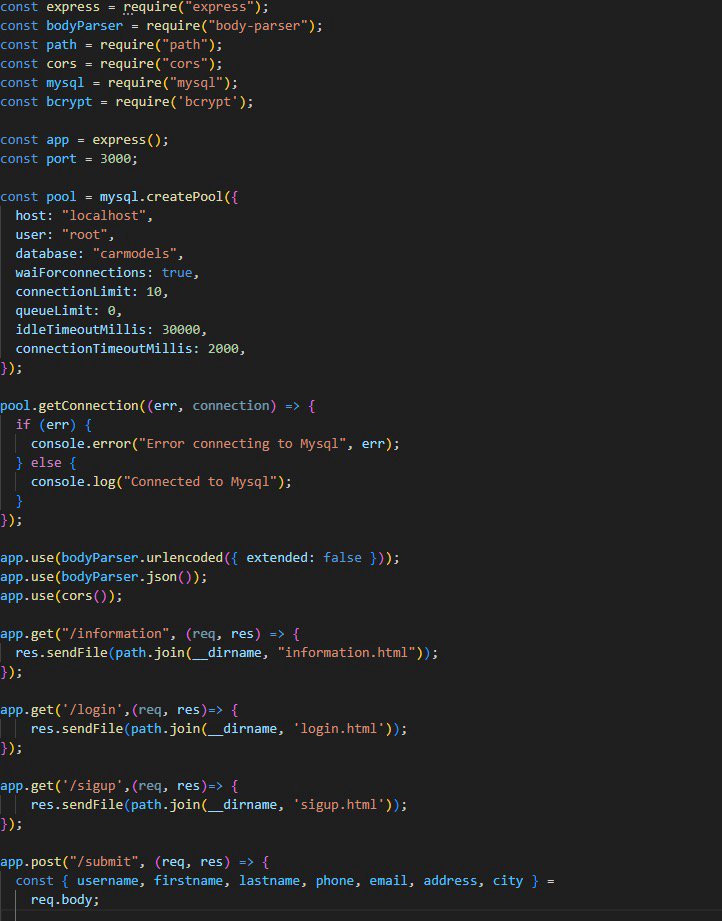 const express = require("express");
const bodyParser = require("body-parser");
const path = require("path");
const cors = require("cors");
const mysql = require("mysql");
const bcrypt = require('bcrypt');
const app = express();
const port = 3000;
const pool = mysql.createPool({
host: "localhost",
user: "root",
database: "carmodels",
waiForconnections: true,
connectionLimit: 10,
queueLimit: 0,
idleTimeoutMillis: 30000,
connectionTimeoutMillis: 2000,
});
pool.getConnection((err, connection) => {
if (err) {
console.error("Error connecting to Mysql", err);
} else {
console.log("Connected to Mysql");
}
});
app.use(bodyParser.urlencoded({ extended: false }));
app.use(bodyParser.json());
app.use(cors());
app.get("/information", (req, res) => {
res.sendFile(path.join(__dirname, "information.html"));
});
app.get('/login',(req, res)=> {
res.sendFile(path.join(__dirname, 'login.html'));
});
app.get('/sigup',(req, res)=> {
res.sendFile(path.join(__dirname, 'sigup.html'));
});
app.post("/submit", (req, res) => {
const { username, firstname, lastname, phone, email, address, city } =
req.body;